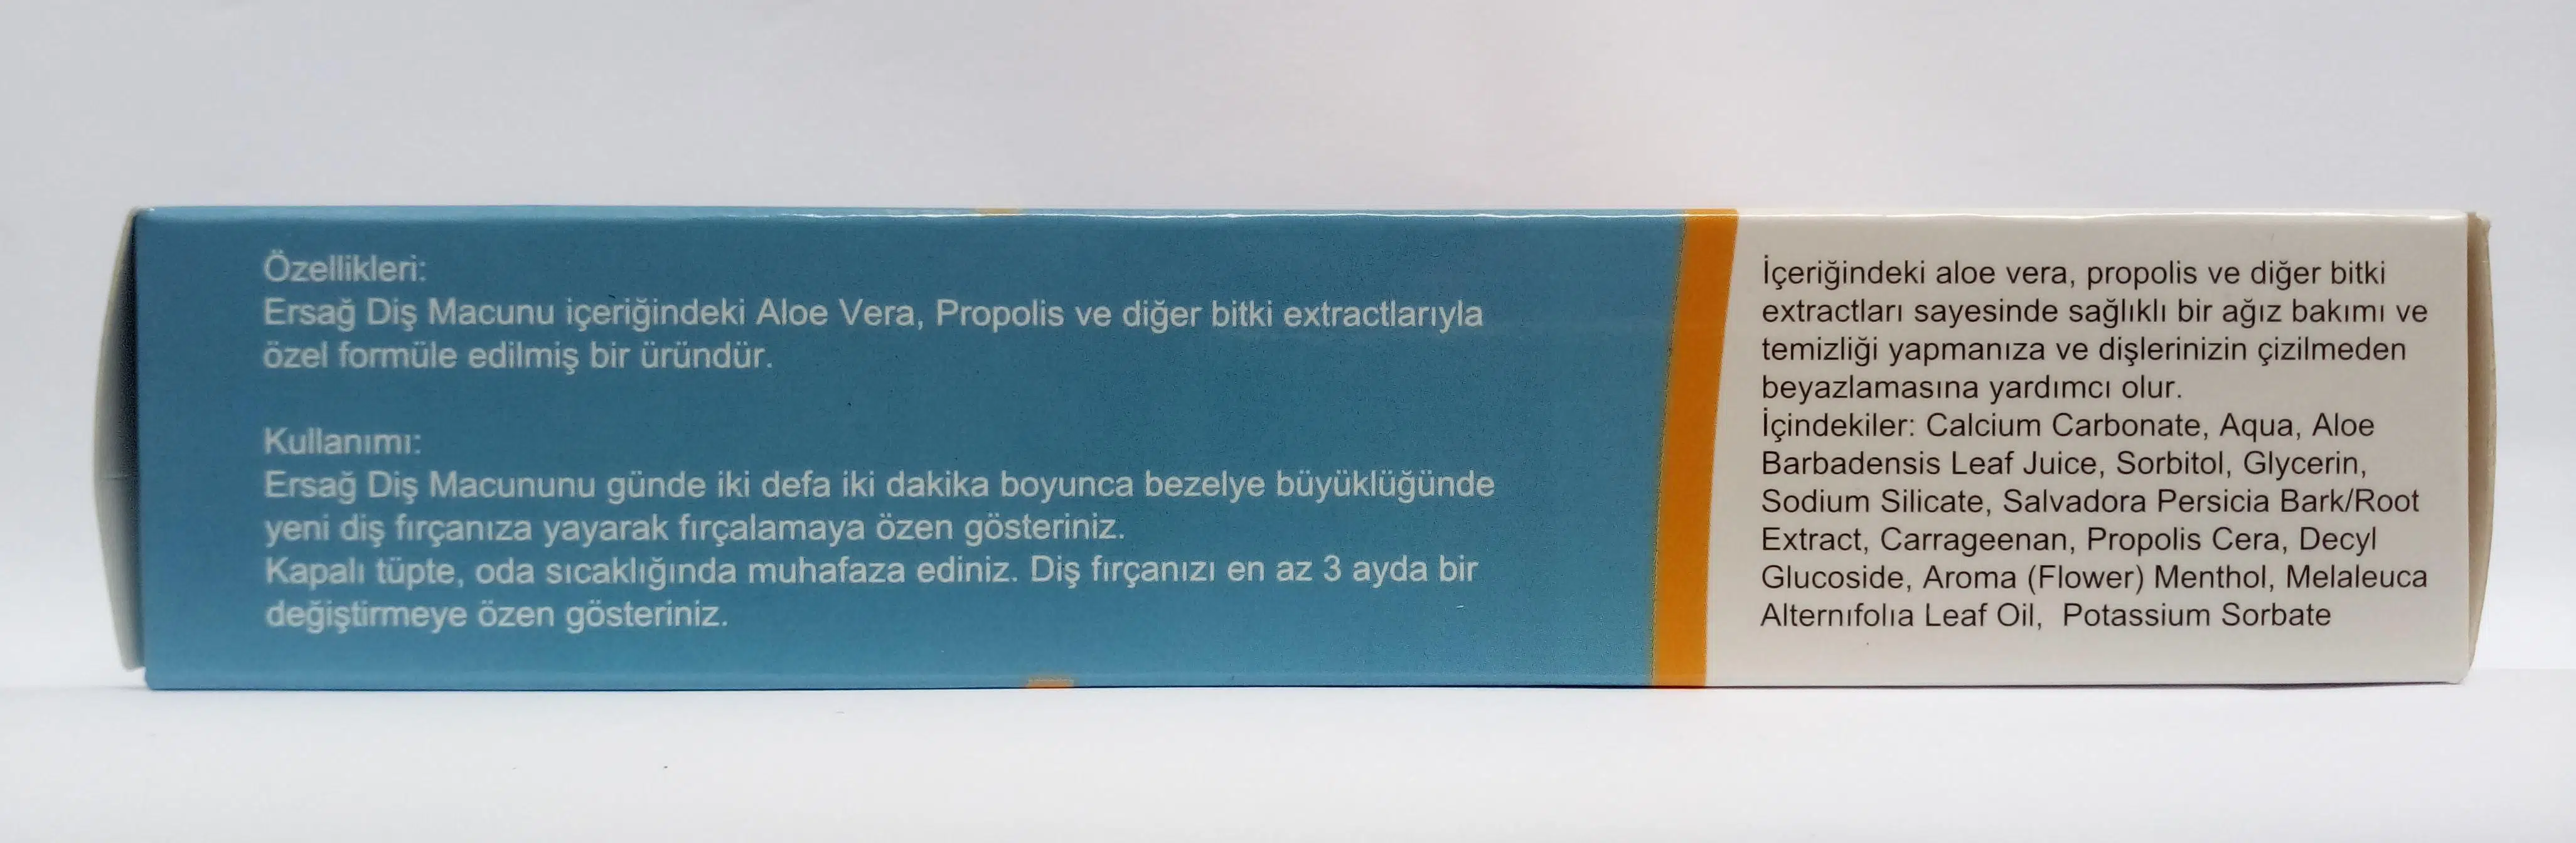 Özellikleri:
Ersağ Diş Macunu içeriğindeki Aloe Vera, Propolis ve diğer bitki extractlarıyla
özel formüle edilmiş bir üründür.
Kullanımı:
Ersağ Diş Macununu günde iki defa iki dakika boyunca bezelye büyüklüğünde
yeni diş fırçanıza yayarak fırçalamaya özen gösteriniz.
Kapalı tüpte, oda sıcaklığında muhafaza ediniz. Diş fırçanızı en az 3 ayda bir
değiştirmeye özen gösteriniz.
İçeriğindeki aloe vera, propolis ve diğer bitki
extractları sayesinde sağlıklı bir ağız bakımı ve
temizliği yapmanıza ve dişlerinizin çizilmeden
beyazlamasına yardımcı olur.
İçindekiler: Calcium Carbonate, Aqua, Aloe
Barbadensis Leaf Juice, Sorbitol, Glycerin,
Sodium Silicate, Salvadora Persicia Bark/Root
Extract, Carrageenan, Propolis Cera, Decyl
Glucoside, Aroma (Flower) Menthol, Melaleuca
Alternıfolıa Leaf Oil, Potassium Sorbate